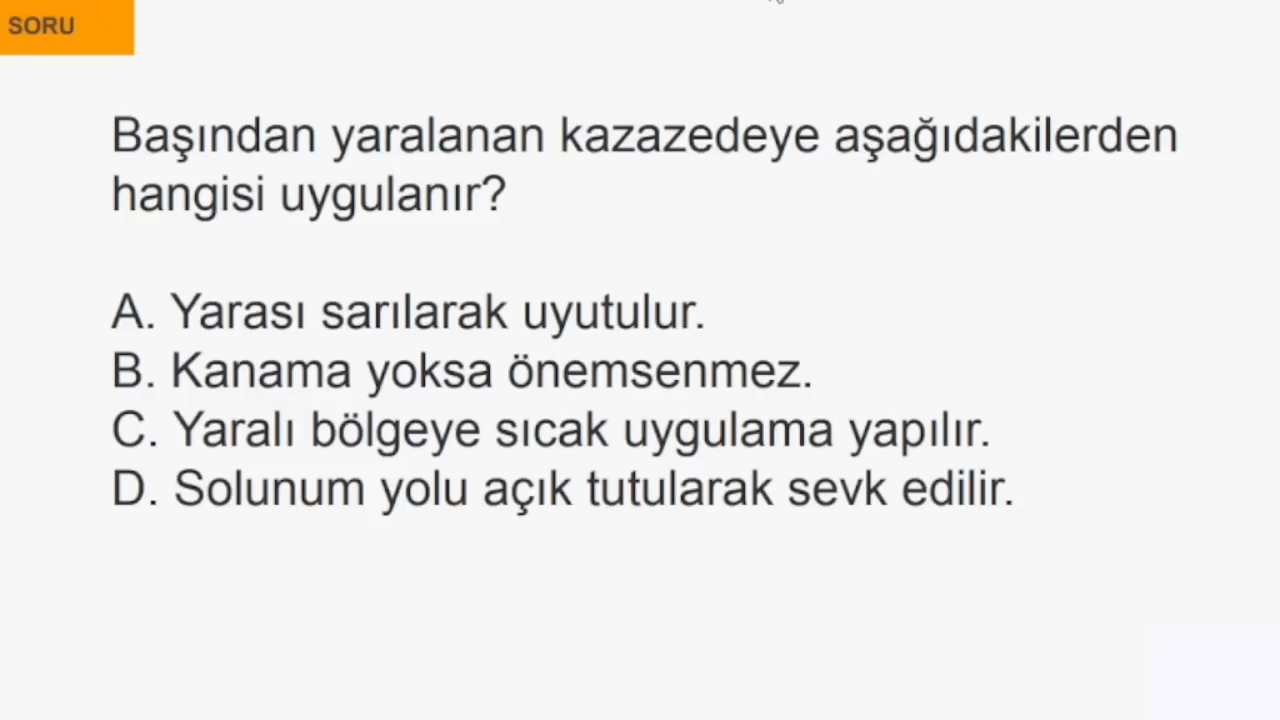 SORU
Başından yaralanan kazazedeye aşağıdakilerden
hangisi uygulanır?
A. Yarası sarılarak uyutulur.
B. Kanama yoksa önemsenmez.
C. Yaralı bölgeye sıcak uygulama yapılır.
D. Solunum yolu açık tutularak sevk edilir.